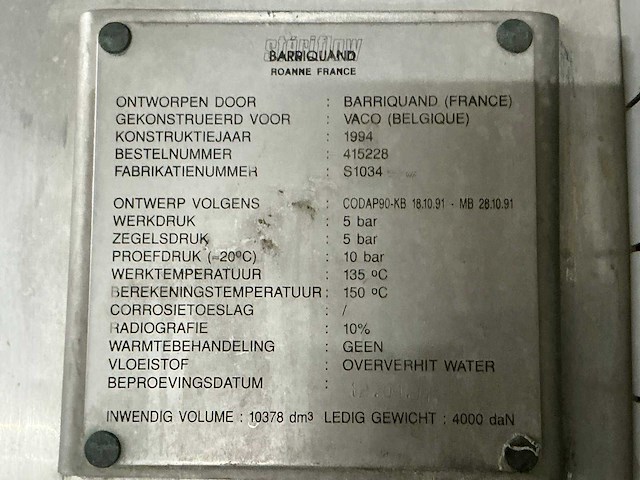 steriflow
BARRIQUAND
ROANNE FRANCE
ONTWORPEN DOOR : BARRIQUAND (FRANCE)
GEKONSTRUEERD VOOR : VACO (BELGIQUE)
KONSTRUKTIEJAAR : 1994
BESTELNUMMER : 415228
FABRIKATIENUMMER : S1034
ONTWERP VOLGENS : CODAP90-KB 18.10.91 - MB 28.10.91
WERKDRUK : 5 bar
ZEGELSDRUK : 5 bar
PROEFDRUK (≈20ºC) : 10 bar
WERKTEMPERATUUR : 135 ºC
BEREKENINGSTEMPERATUUR : 150 ºC
CORROSIETOESLAG : /
RADIOGRAFIE : 10%
WARMTEBEHANDELING : GEEN
VLOEISTOF : OVERVERHIT WATER
BEPROEVINGSDATUM :
INWENDIG VOLUME : 10378 dm³ LEDIG GEWICHT : 4000 daN